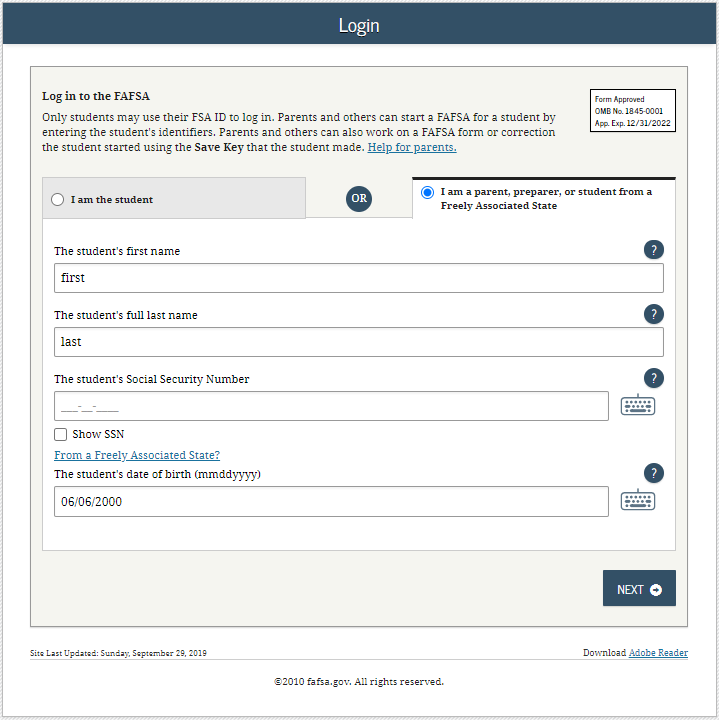 Login
Log in to the FAFSA
Only students may use their FSA ID to log in. Parents and others can start a FAFSA for a student by
entering the student's identifiers. Parents and others can also work on a FAFSA form or correction
the student started using the Save Key that the student made. Help for parents.
Form Approved
OMB No. 1845-0001
App. Exp. 12/31/2022
I am the student
OR
I am a parent, preparer, or student from a
Freely Associated State
The student's first name
?
first
The student's full last name
?
last
The student's Social Security Number
?
___-__-____
Show SSN
From a Freely Associated State?
The student's date of birth (mmddyyyy)
?
06/06/2000
NEXT
Site Last Updated: Sunday, September 29, 2019
Download Adobe Reader
©2010 fafsa.gov. All rights reserved.